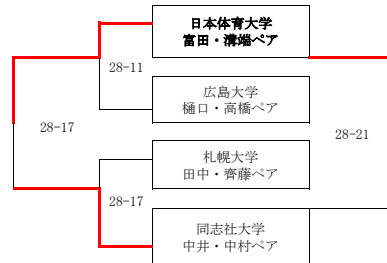 日本体育大学
富田・溝端ペア
28-11
広島大学
樋口・高橋ペア
28-17
28-21
札幌大学
田中・齊藤ペア
28-17
同志社大学
中井・中村ペア